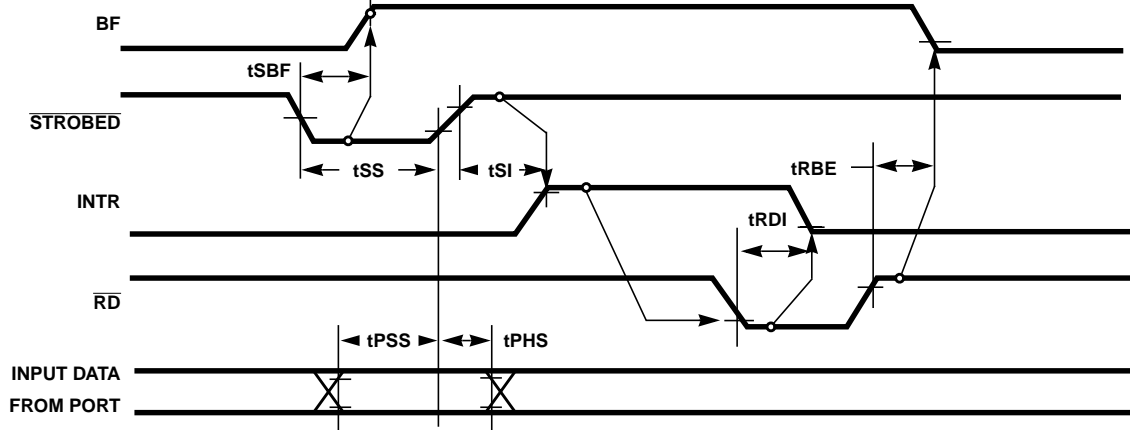 BF
tSBF
STROBED
tSS
tSI
tRBE
INTR
tRDI
RD
tPSS
tPHS
INPUT DATA
FROM PORT